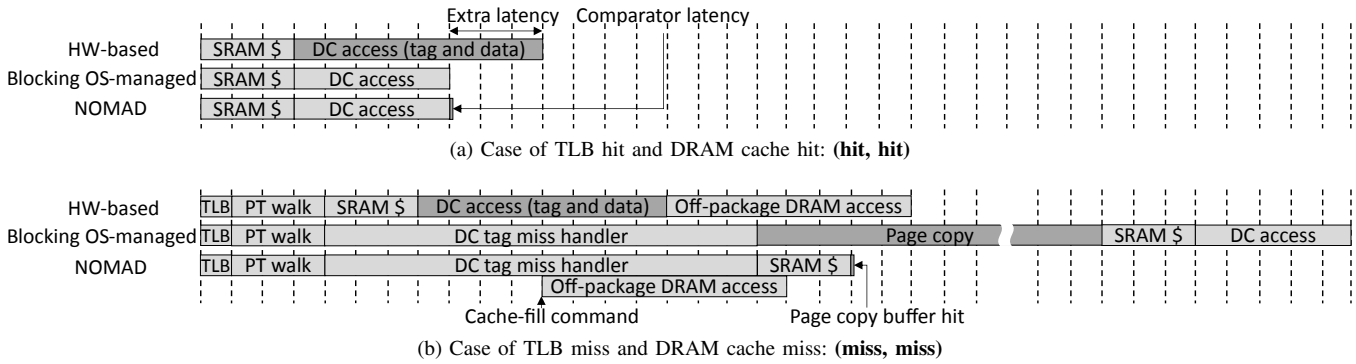 Extra latency Comparator latency
HW-based SRAM $ DC access (tag and data)
Blocking OS-managed SRAM $ DC access
NOMAD SRAM $ DC access
(a) Case of TLB hit and DRAM cache hit: (hit, hit)
HW-based TLB PT walk SRAM $ DC access (tag and data) Off-package DRAM access
Blocking OS-managed TLB PT walk DC tag miss handler Page copy SRAM $ DC access
NOMAD TLB PT walk DC tag miss handler SRAM $
Off-package DRAM access
Cache-fill command Page copy buffer hit
(b) Case of TLB miss and DRAM cache miss: (miss, miss)